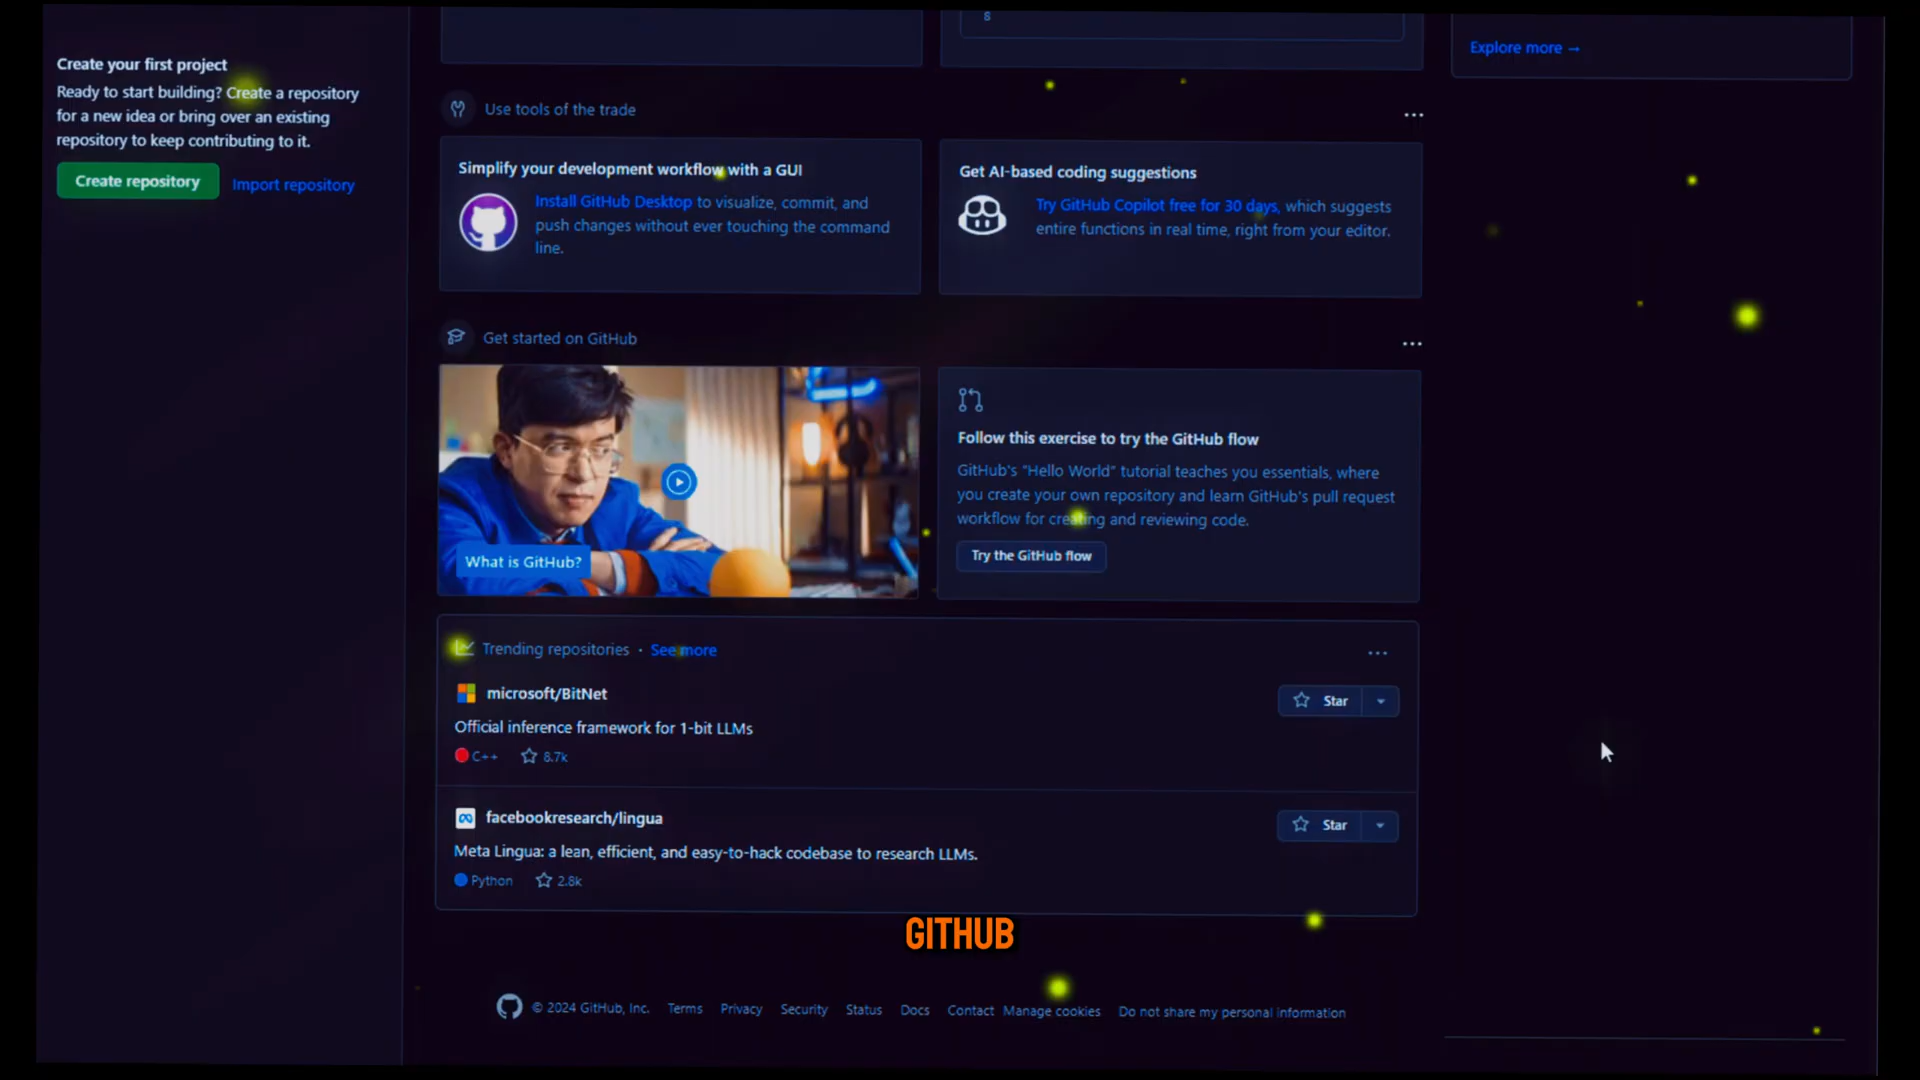 Create your first project
Ready to start building? Create a repository
for a new idea or bring over an existing
repository to keep contributing to it.
Create repository
Import repository
s
Explore more →
Use tools of the trade
Simplify your development workflow with a GUI
Install GitHub Desktop to visualize, commit, and
push changes without ever touching the command
line.
Get AI-based coding suggestions
Try GitHub Copilot free for 30 days, which suggests
entire functions in real time, right from your editor.
Get started on GitHub
What is GitHub?
Follow this exercise to try the GitHub flow
GitHub's "Hello World" tutorial teaches you essentials, where
you create your own repository and learn GitHub's pull request
workflow for creating and reviewing code.
Try the GitHub flow
Trending repositories · See more
microsoft/BitNet
Star
Official inference framework for 1-bit LLMs
C++ 8.7k
facebookresearch/lingua
Star
Meta Lingua: a lean, efficient, and easy-to-hack codebase to research LLMs.
Python 2.8k
GITHUB
© 2024 GitHub, Inc. Terms Privacy Security Status Docs Contact Manage cookies Do not share my personal information